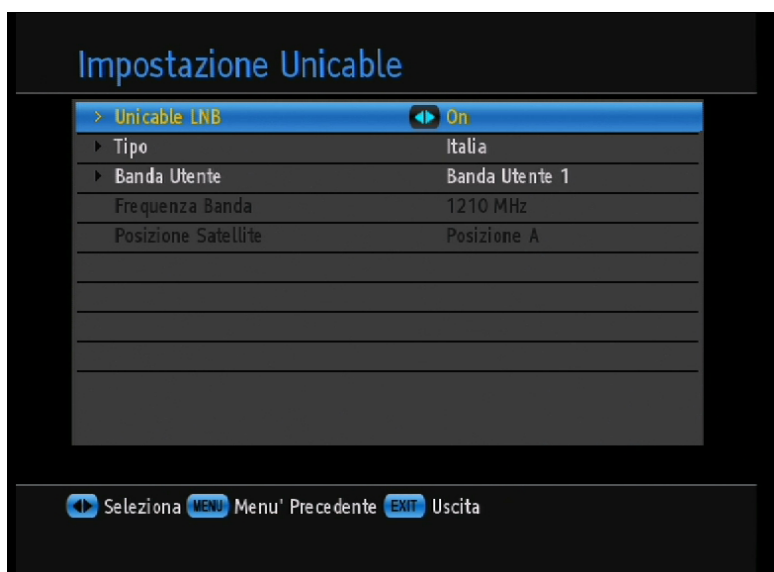 Impostazione Unicable
> Unicable LNB On
Tipo Italia
Banda Utente Banda Utente 1
Frequenza Banda 1210 MHz
Posizione Satellite Posizione A
Seleziona MENU Menu' Precedente EXIT Uscita